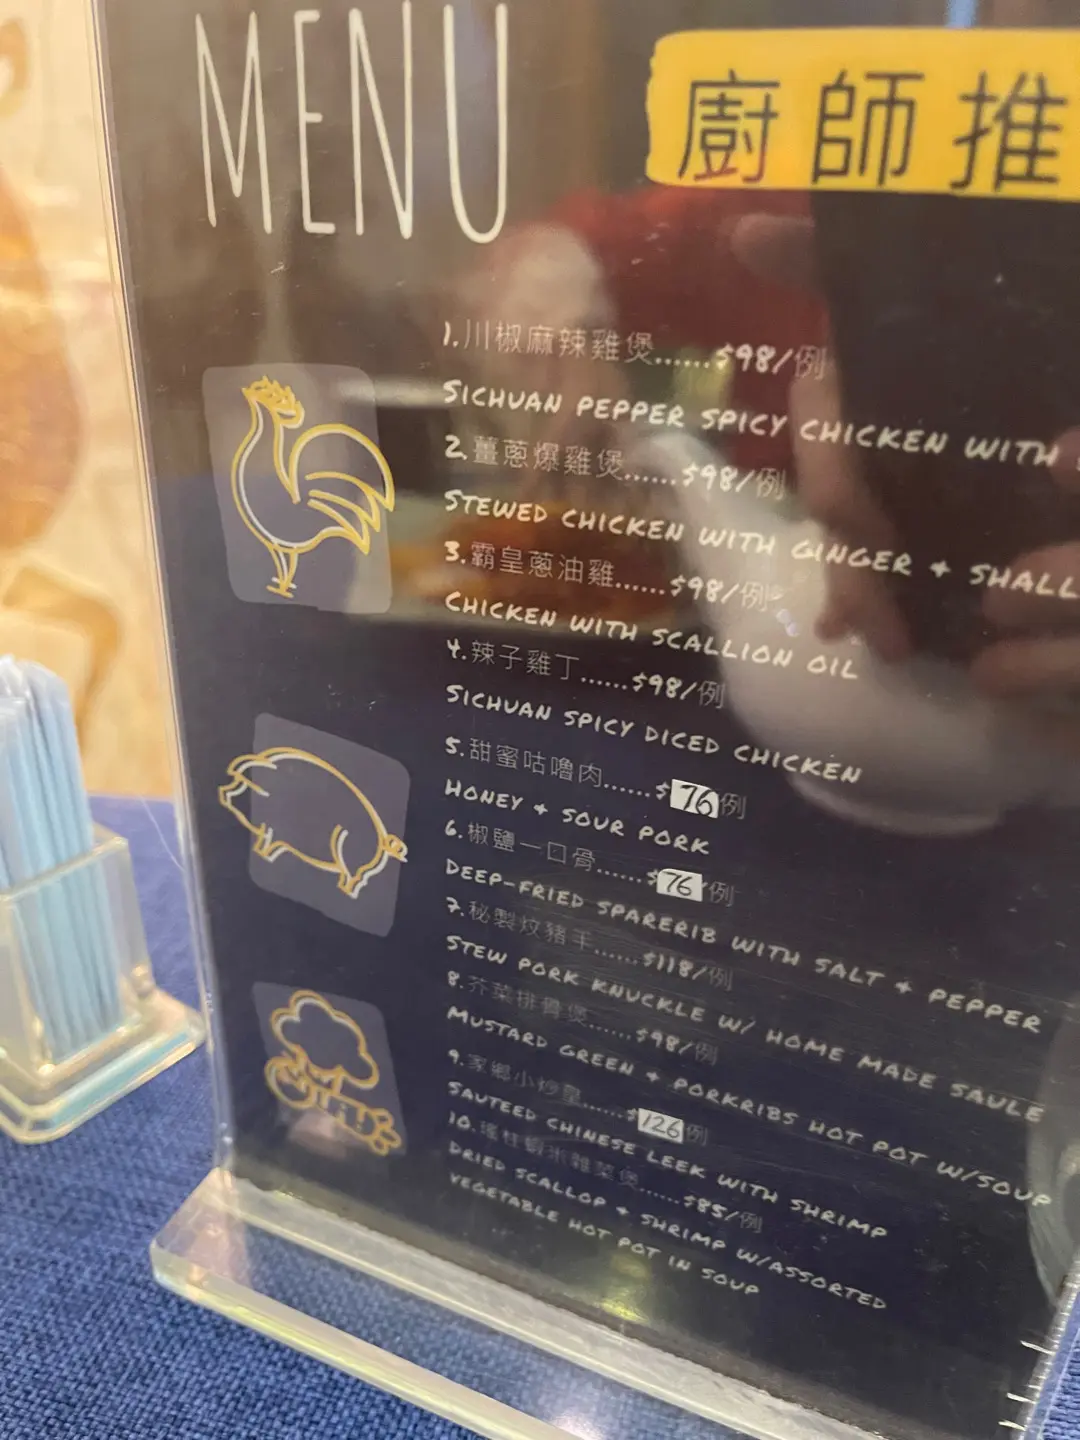 MENU
廚師推
1.川椒麻辣雞煲......$98/例
SICHUAN PEPPER SPICY CHICKEN WITH
2.薑蔥爆雞煲......$98/例
STEWED CHICKEN WITH GINGER & SHALL
3.霸皇蔥油雞......$98/例
CHICKEN WITH SCALLION OIL
4.辣子雞丁......$98/例
SICHUAN SPICY DICED CHICKEN
5.甜蜜咕嚕肉......$76例
HONEY & SOUR PORK
6.椒鹽一口骨......$76例
DEEP-FRIED SPARERIB WITH SALT & PEPPER
7.秘製炆豬手......$118/例
STEW PORK KNUCKLE W/ HOME MADE SAULE
8.芥菜排骨煲......$98/例
MUSTARD GREEN & PORKRIBS HOT POT W/SOUP
9.家鄉小炒皇......$126例
SAUTEED CHINESE LEEK WITH SHRIMP
10.瑤柱蝦米雜菜煲......$85/例
DRIED SCALLOP & SHRIMP W/ASSORTED
VEGETABLE HOT POT IN SOUP